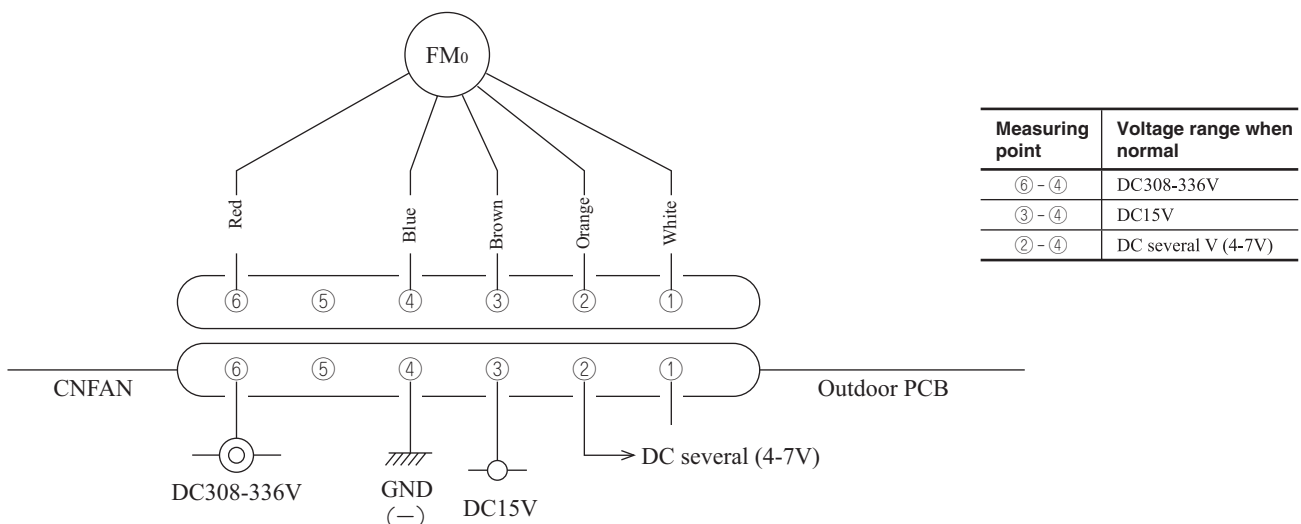 FM0
Red
Blue
Brown
Orange
White
⑥ ⑤ ④ ③ ② ①
⑥ ⑤ ④ ③ ② ①
CNFAN
Outdoor PCB
DC308-336V
GND
(－)
DC15V
DC several (4-7V)
Measuring point
Voltage range when normal
⑥ - ④ DC308-336V
③ - ④ DC15V
② - ④ DC several V (4-7V)